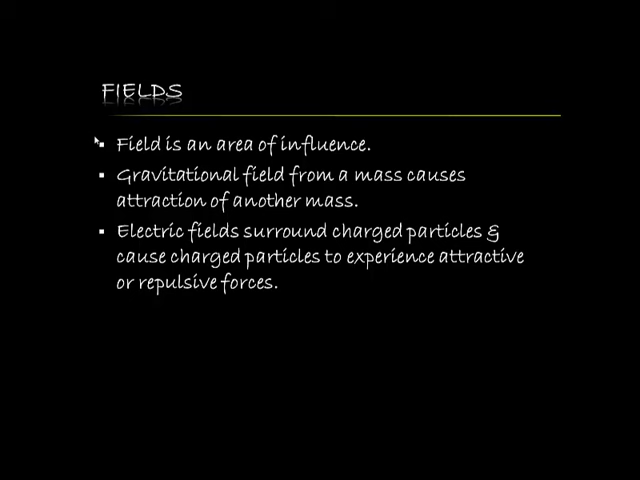 FIELDS
▪ Field is an area of influence.
▪ Gravitational field from a mass causes
attraction of another mass.
▪ Electric fields surround charged particles &
cause charged particles to experience attractive
or repulsive forces.